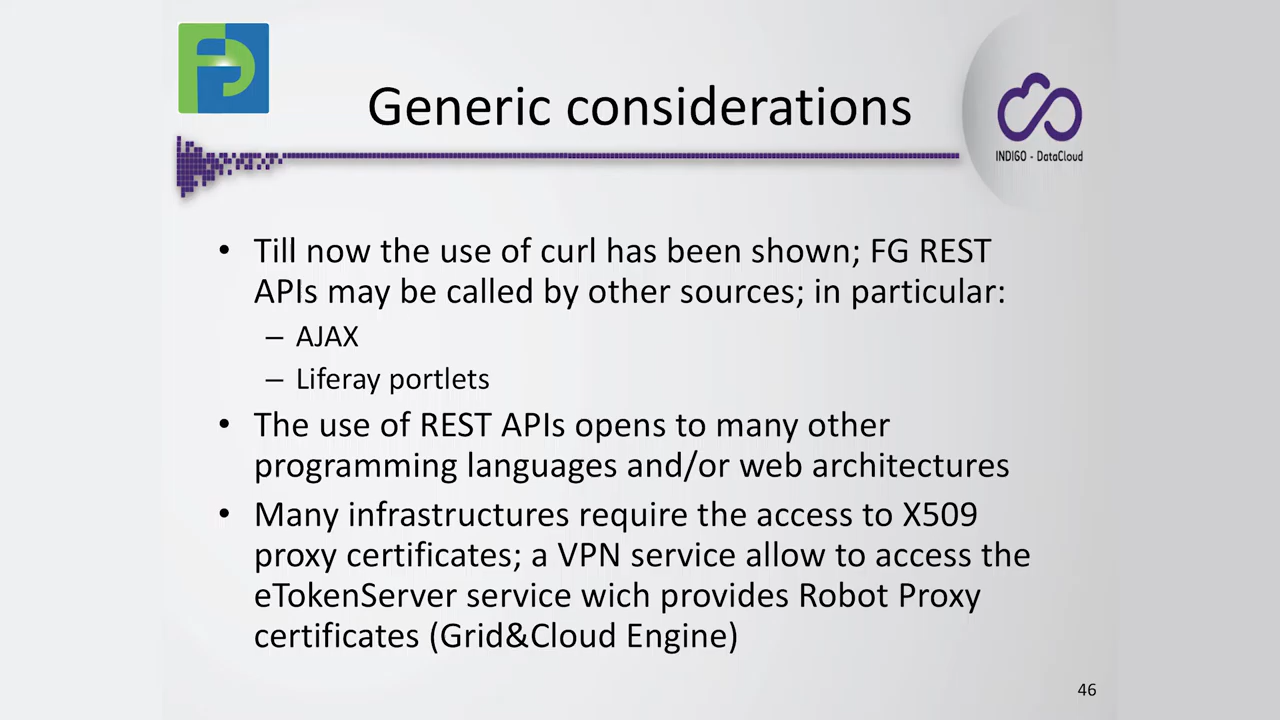 Generic considerations
INDIGO - DataCloud
• Till now the use of curl has been shown; FG REST
APIs may be called by other sources; in particular:
– AJAX
– Liferay portlets
• The use of REST APIs opens to many other
programming languages and/or web architectures
• Many infrastructures require the access to X509
proxy certificates; a VPN service allow to access the
eTokenServer service wich provides Robot Proxy
certificates (Grid&Cloud Engine)
46